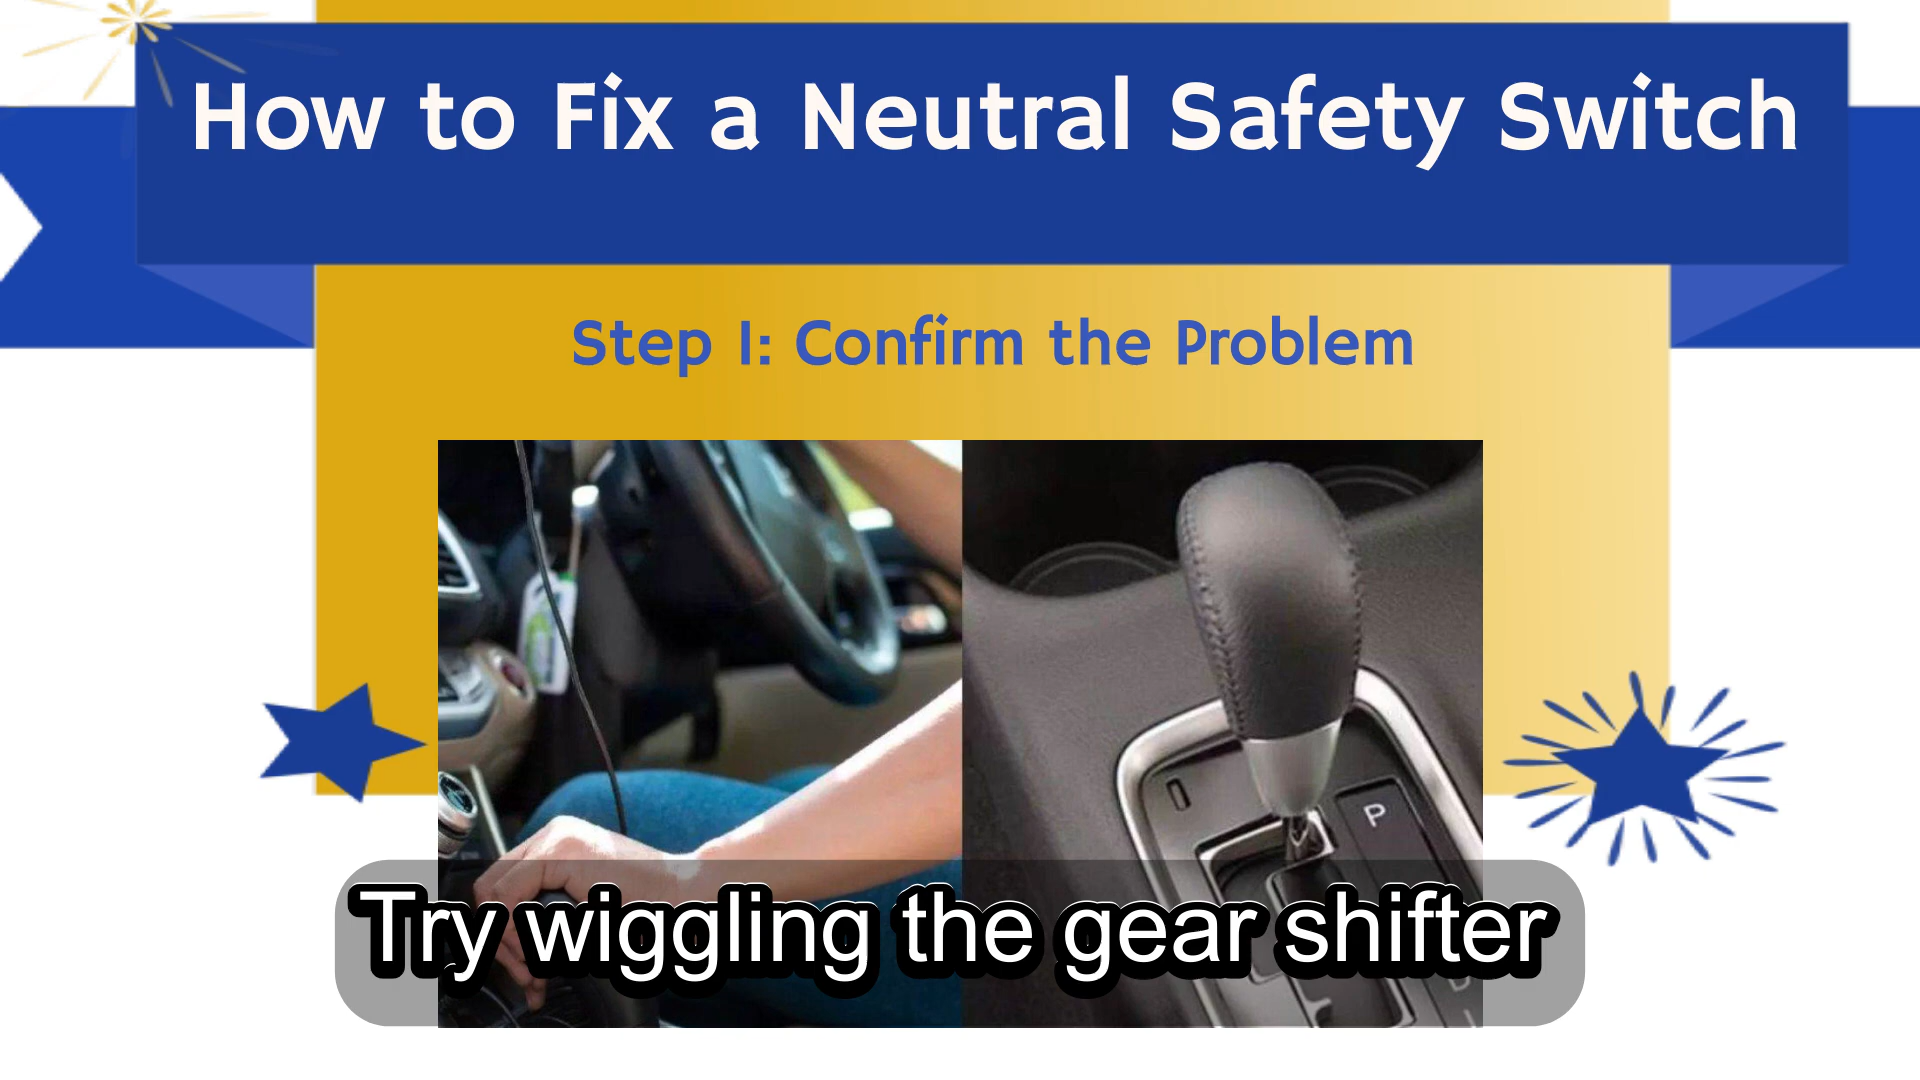 How to Fix a Neutral Safety Switch
Step 1: Confirm the Problem
P
Try wiggling the gear shifter